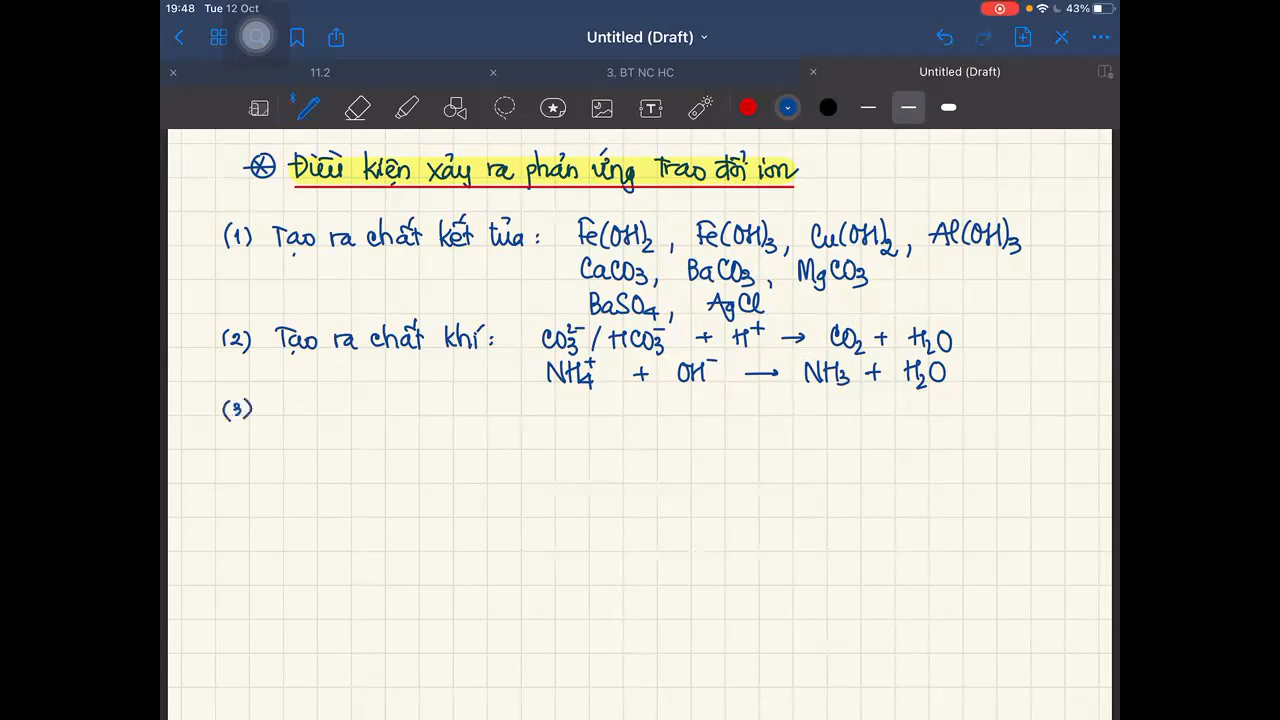 19:48 Tue 12 Oct
43%
Untitled (Draft)
11.2
3. BT NC HC
Untitled (Draft)
Điều kiện xảy ra phản ứng trao đổi ion
(1) Tạo ra chất kết tủa : Fe(OH)₂ , Fe(OH)₃ , Cu(OH)₂ , Al(OH)₃
CaCO₃, BaCO₃, MgCO₃
BaSO₄, AgCl
(2) Tạo ra chất khí : CO₃²⁻ / HCO₃⁻ + H⁺ → CO₂ + H₂O
NH₄⁺ + OH⁻ → NH₃ + H₂O
(3)